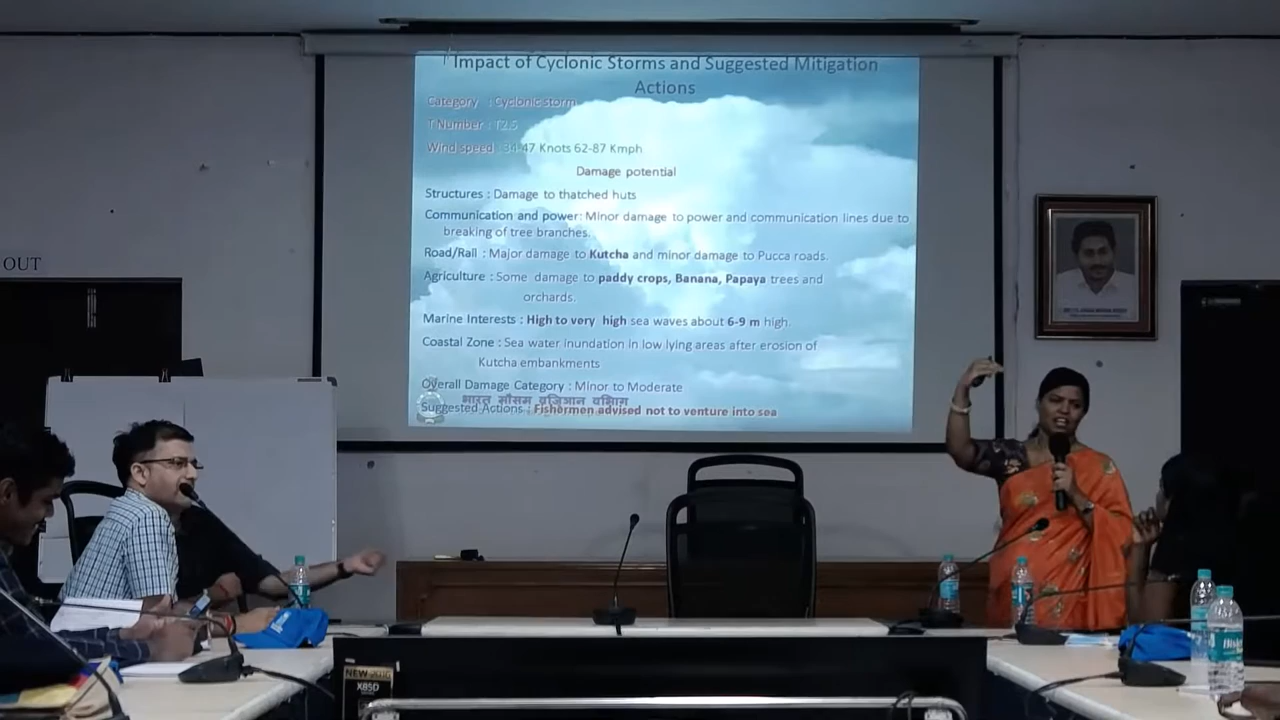 Impact of Cyclonic Storms and Suggested Mitigation
Actions
Category : Cyclonic storm
T Number : T2.5
Wind speed : 34-47 Knots 62-87 Kmph
Damage potential
Structures : Damage to thatched huts
Communication and power: Minor damage to power and communication lines due to
breaking of tree branches.
Road/Rail : Major damage to Kutcha and minor damage to Pucca roads.
Agriculture : Some damage to paddy crops, Banana, Papaya trees and
orchards.
Marine Interests : High to very high sea waves about 6-9 m high.
Coastal Zone : Sea water inundation in low lying areas after erosion of
Kutcha embankments
Overall Damage Category : Minor to Moderate
भारत मौसम
Suggested Actions : Fishermen advised not to venture into sea
OUT
NEW
X85D